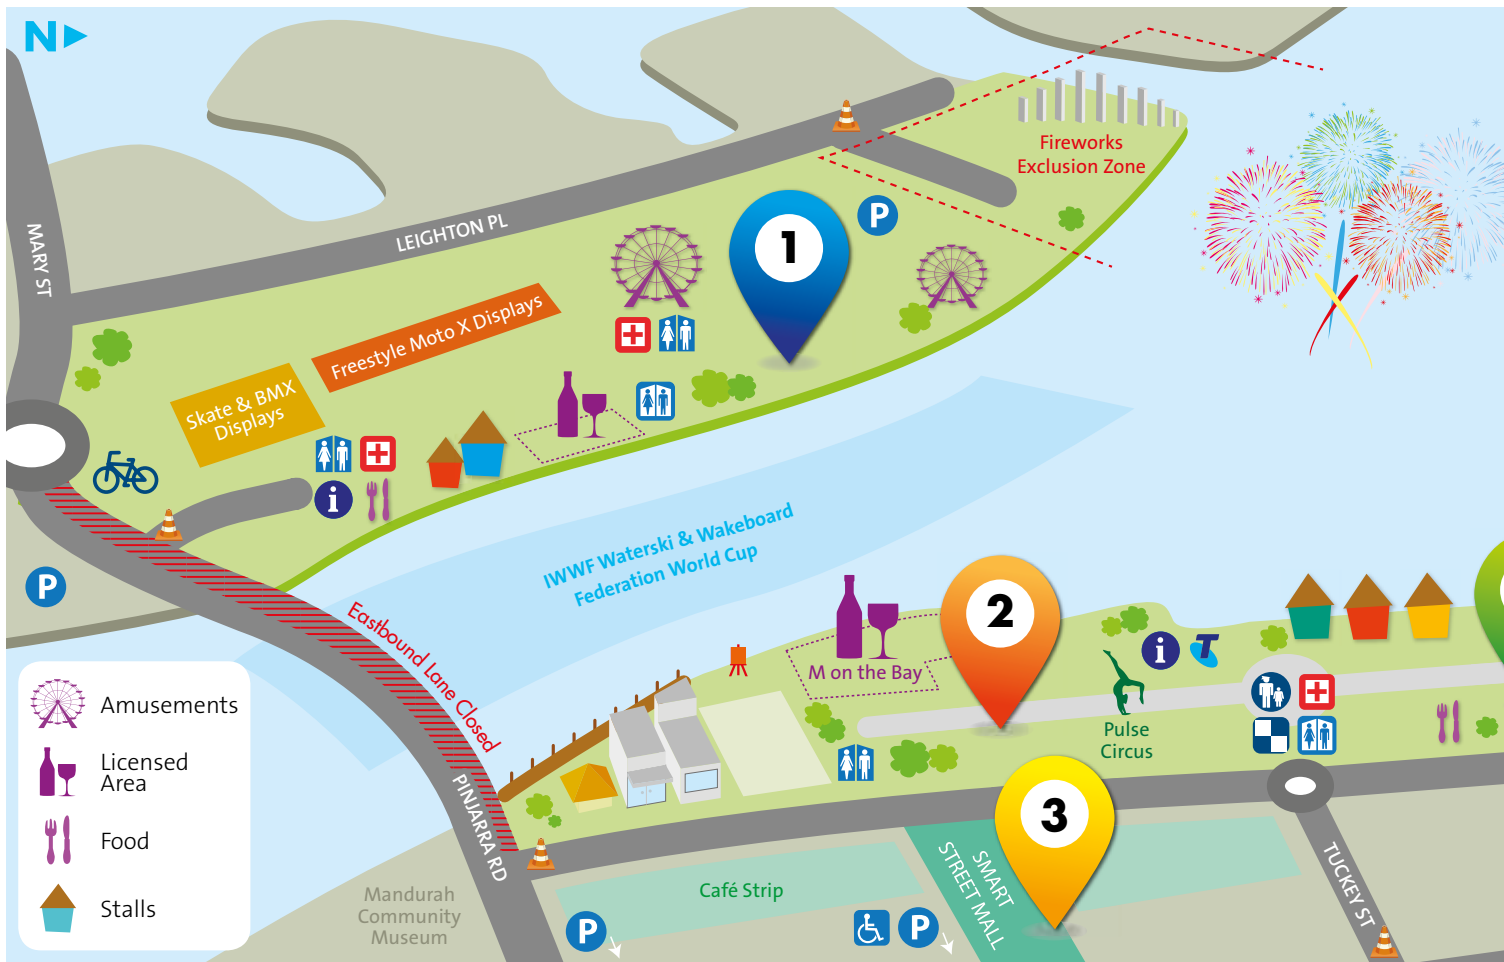 N
Fireworks
Exclusion Zone
MARY ST
LEIGHTON PL
P
1
Freestyle Moto X Displays
Skate & BMX
Displays
i
IWWF Waterski & Wakeboard
Federation World Cup
P
Eastbound Lane Closed
2
M on the Bay
i
T
Pulse
Circus
Amusements
Licensed
Area
Food
Stalls
PINJARRA RD
3
Mandurah
Community
Museum
Café Strip
SMART
STREET MALL
TUCKEY ST
P
P